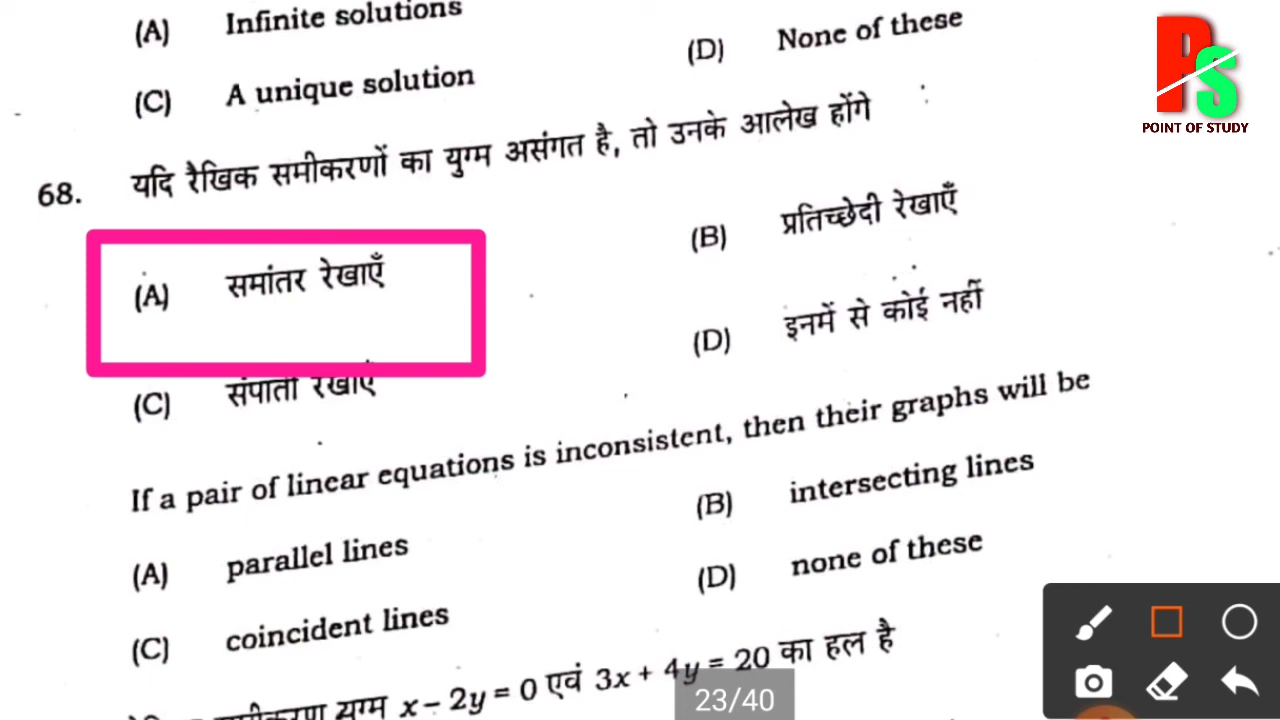 (A) Infinite solutions
(D) None of these
(C) A unique solution
68. यदि रैखिक समीकरणों का युग्म असंगत है, तो उनके आलेख होंगे
(A) समांतर रेखाएँ
(B) प्रतिच्छेदी रेखाएँ
(C) संपाती रेखाएँ
(D) इनमें से कोई नहीं
If a pair of linear equations is inconsistent, then their graphs will be
(A) parallel lines
(B) intersecting lines
(C) coincident lines
(D) none of these
युग्म x – 2y = 0 एवं 3x + 4y = 20 का हल है
23/40
PS
POINT OF STUDY